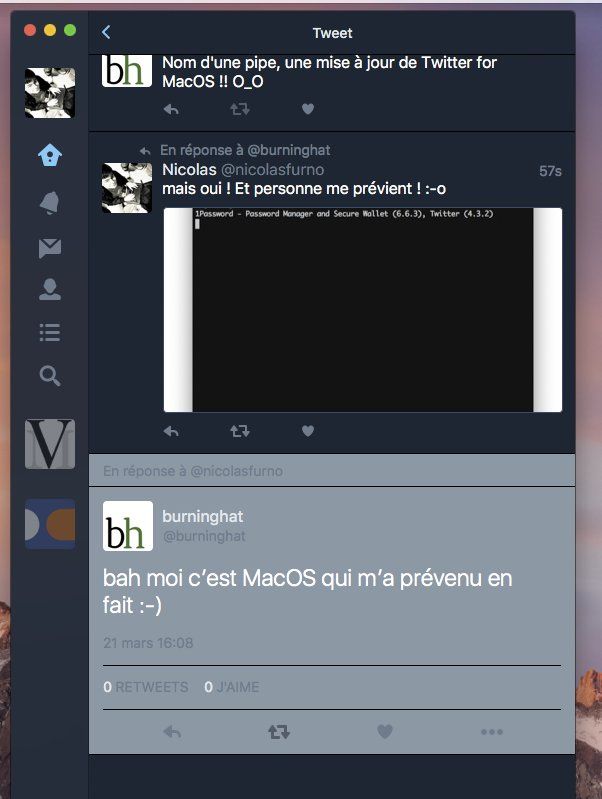 Tweet
bh
Nom d'une pipe, une mise à jour de Twitter for
MacOS !! O_O
En réponse à @burninghat
Nicolas @nicolasfurno 57s
mais oui ! Et personne me prévient ! :-o
1Password - Password Manager and Secure Wallet (6.6.3), Twitter (4.3.2)
En réponse à @nicolasfurno
bh
burninghat
@burninghat
bah moi c’est MacOS qui m’a prévenu en
fait :-)
21 mars 16:08
0 RETWEETS 0 J'AIME
V